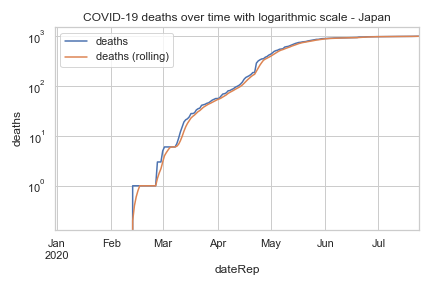 COVID-19 deaths over time with logarithmic scale - Japan
deaths
deaths (rolling)
10³
10²
10¹
10⁰
deaths
Jan Feb Mar Apr May Jun Jul
2020
dateRep